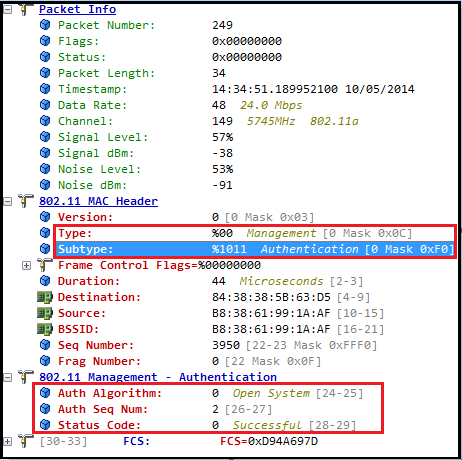 Packet Info
Packet Number: 249
Flags: 0x00000000
Status: 0x00000000
Packet Length: 34
Timestamp: 14:34:51.189952100 10/05/2014
Data Rate: 48 24.0 Mbps
Channel: 149 5745MHz 802.11a
Signal Level: 57%
Signal dBm: -38
Noise Level: 53%
Noise dBm: -91
802.11 MAC Header
Version: 0 [0 Mask 0x03]
Type: %00 Management [0 Mask 0x0C]
Subtype: %1011 Authentication [0 Mask 0xF0]
Frame Control Flags=%00000000
Duration: 44 Microseconds [2-3]
Destination: 84:38:38:5B:63:D5 [4-9]
Source: B8:38:61:99:1A:AF [10-15]
BSSID: B8:38:61:99:1A:AF [16-21]
Seq Number: 3950 [22-23 Mask 0xFFF0]
Frag Number: 0 [22 Mask 0x0F]
802.11 Management - Authentication
Auth Algorithm: 0 Open System [24-25]
Auth Seq Num: 2 [26-27]
Status Code: 0 Successful [28-29]
[30-33] FCS: FCS=0xD94A697D